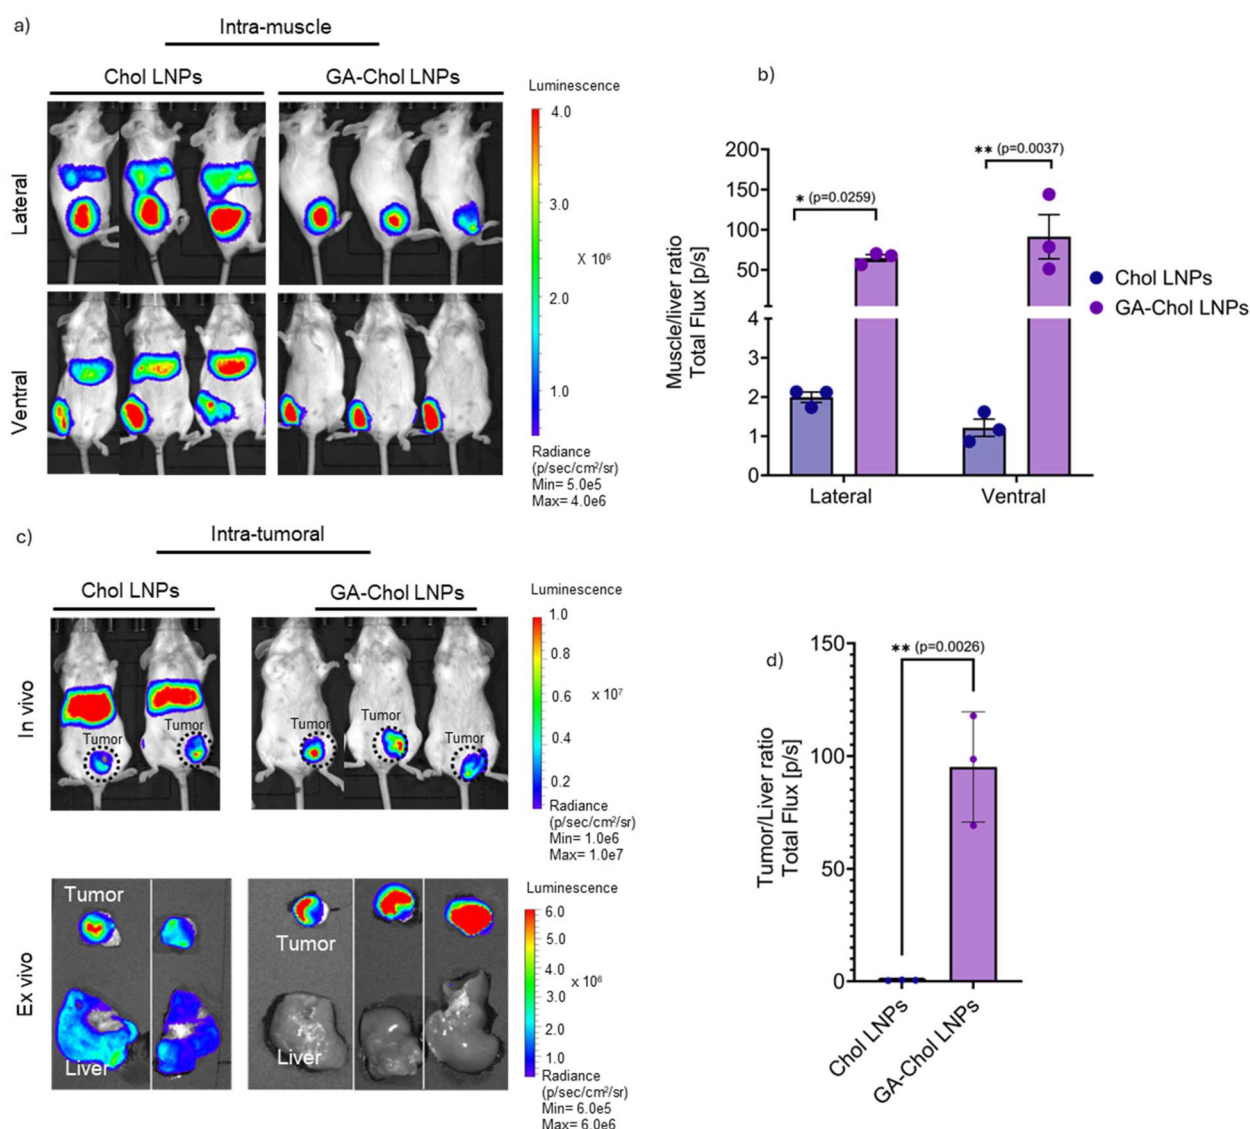 a)
Intra-muscle
Chol LNPs
GA-Chol LNPs
Lateral
Ventral
Luminescence
4.0
3.0
X 10⁶
2.0
1.0
Radiance
(p/sec/cm²/sr)
Min= 5.0e5
Max= 4.0e6
b)
Muscle/liver ratio
Total Flux [p/s]
200
150
100
50
4
3
2
1
0
* (p=0.0259)
** (p=0.0037)
Lateral
Ventral
Chol LNPs
GA-Chol LNPs
c)
Intra-tumoral
Chol LNPs
GA-Chol LNPs
In vivo
Tumor
Tumor
Tumor
Tumor
Tumor
Luminescence
1.0
0.8
0.6
x 10⁷
0.4
0.2
Radiance
(p/sec/cm²/sr)
Min= 1.0e6
Max= 1.0e7
Ex vivo
Tumor
Liver
Tumor
Liver
Luminescence
6.0
5.0
4.0
x 10⁶
3.0
2.0
1.0
Radiance
(p/sec/cm²/sr)
Min= 6.0e5
Max= 6.0e6
d)
Tumor/Liver ratio
Total Flux [p/s]
150
100
50
0
** (p=0.0026)
Chol LNPs
GA-Chol LNPs